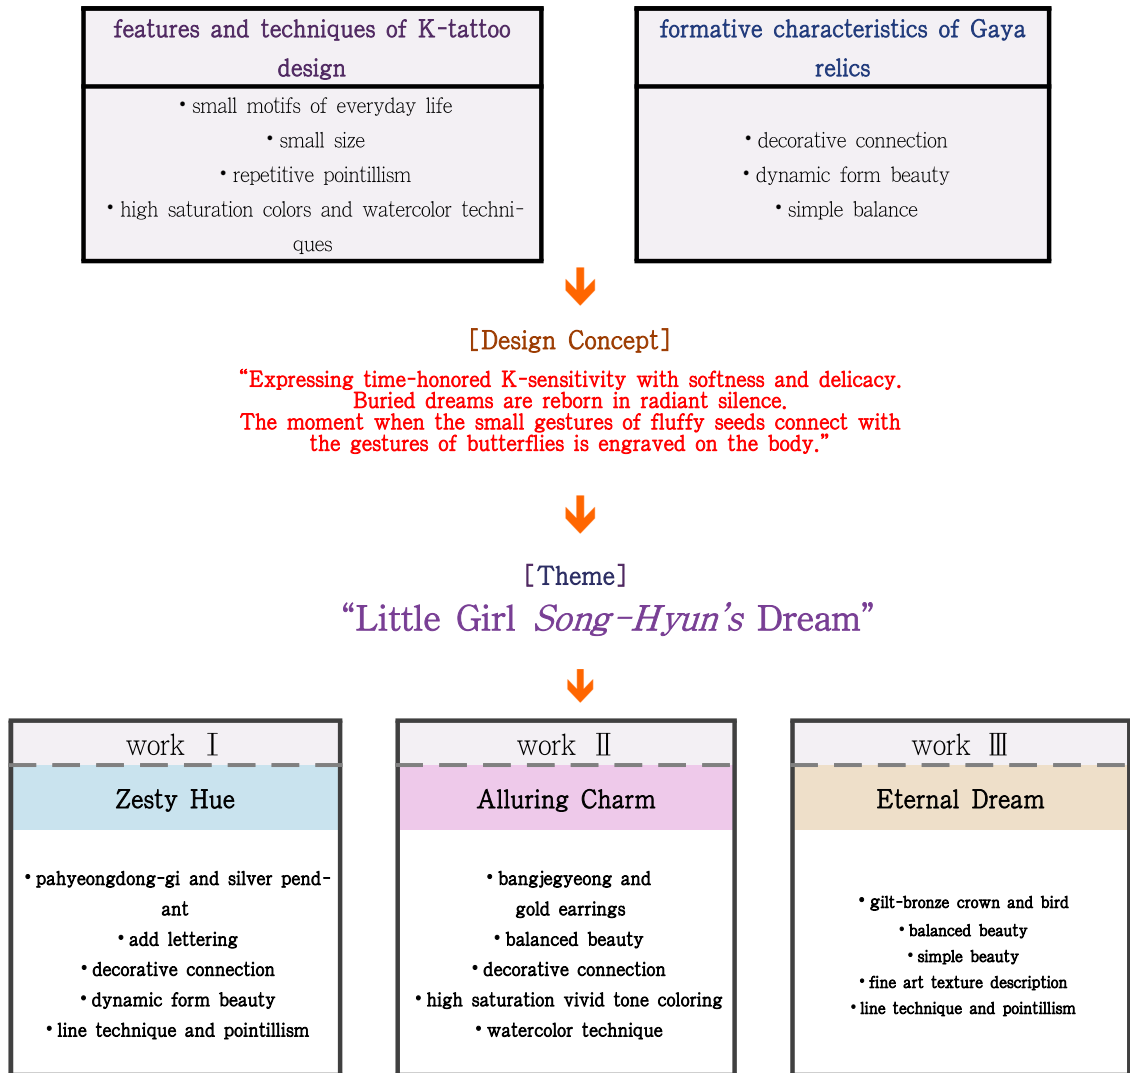 features and techniques of K-tattoo
design
• small motifs of everyday life
• small size
• repetitive pointillism
• high saturation colors and watercolor techni-
ques
formative characteristics of Gaya
relics
• decorative connection
• dynamic form beauty
• simple balance
[Design Concept]
“Expressing time-honored K-sensitivity with softness and delicacy.
Buried dreams are reborn in radiant silence.
The moment when the small gestures of fluffy seeds connect with
the gestures of butterflies is engraved on the body.”
[Theme]
“Little Girl Song-Hyun’s Dream”
work Ⅰ
Zesty Hue
• pahyeongdong-gi and silver pend-
ant
• add lettering
• decorative connection
• dynamic form beauty
• line technique and pointillism
work Ⅱ
Alluring Charm
• bangjegyeong and
gold earrings
• balanced beauty
• decorative connection
• high saturation vivid tone coloring
• watercolor technique
work Ⅲ
Eternal Dream
• gilt-bronze crown and bird
• balanced beauty
• simple beauty
• fine art texture description
• line technique and pointillism